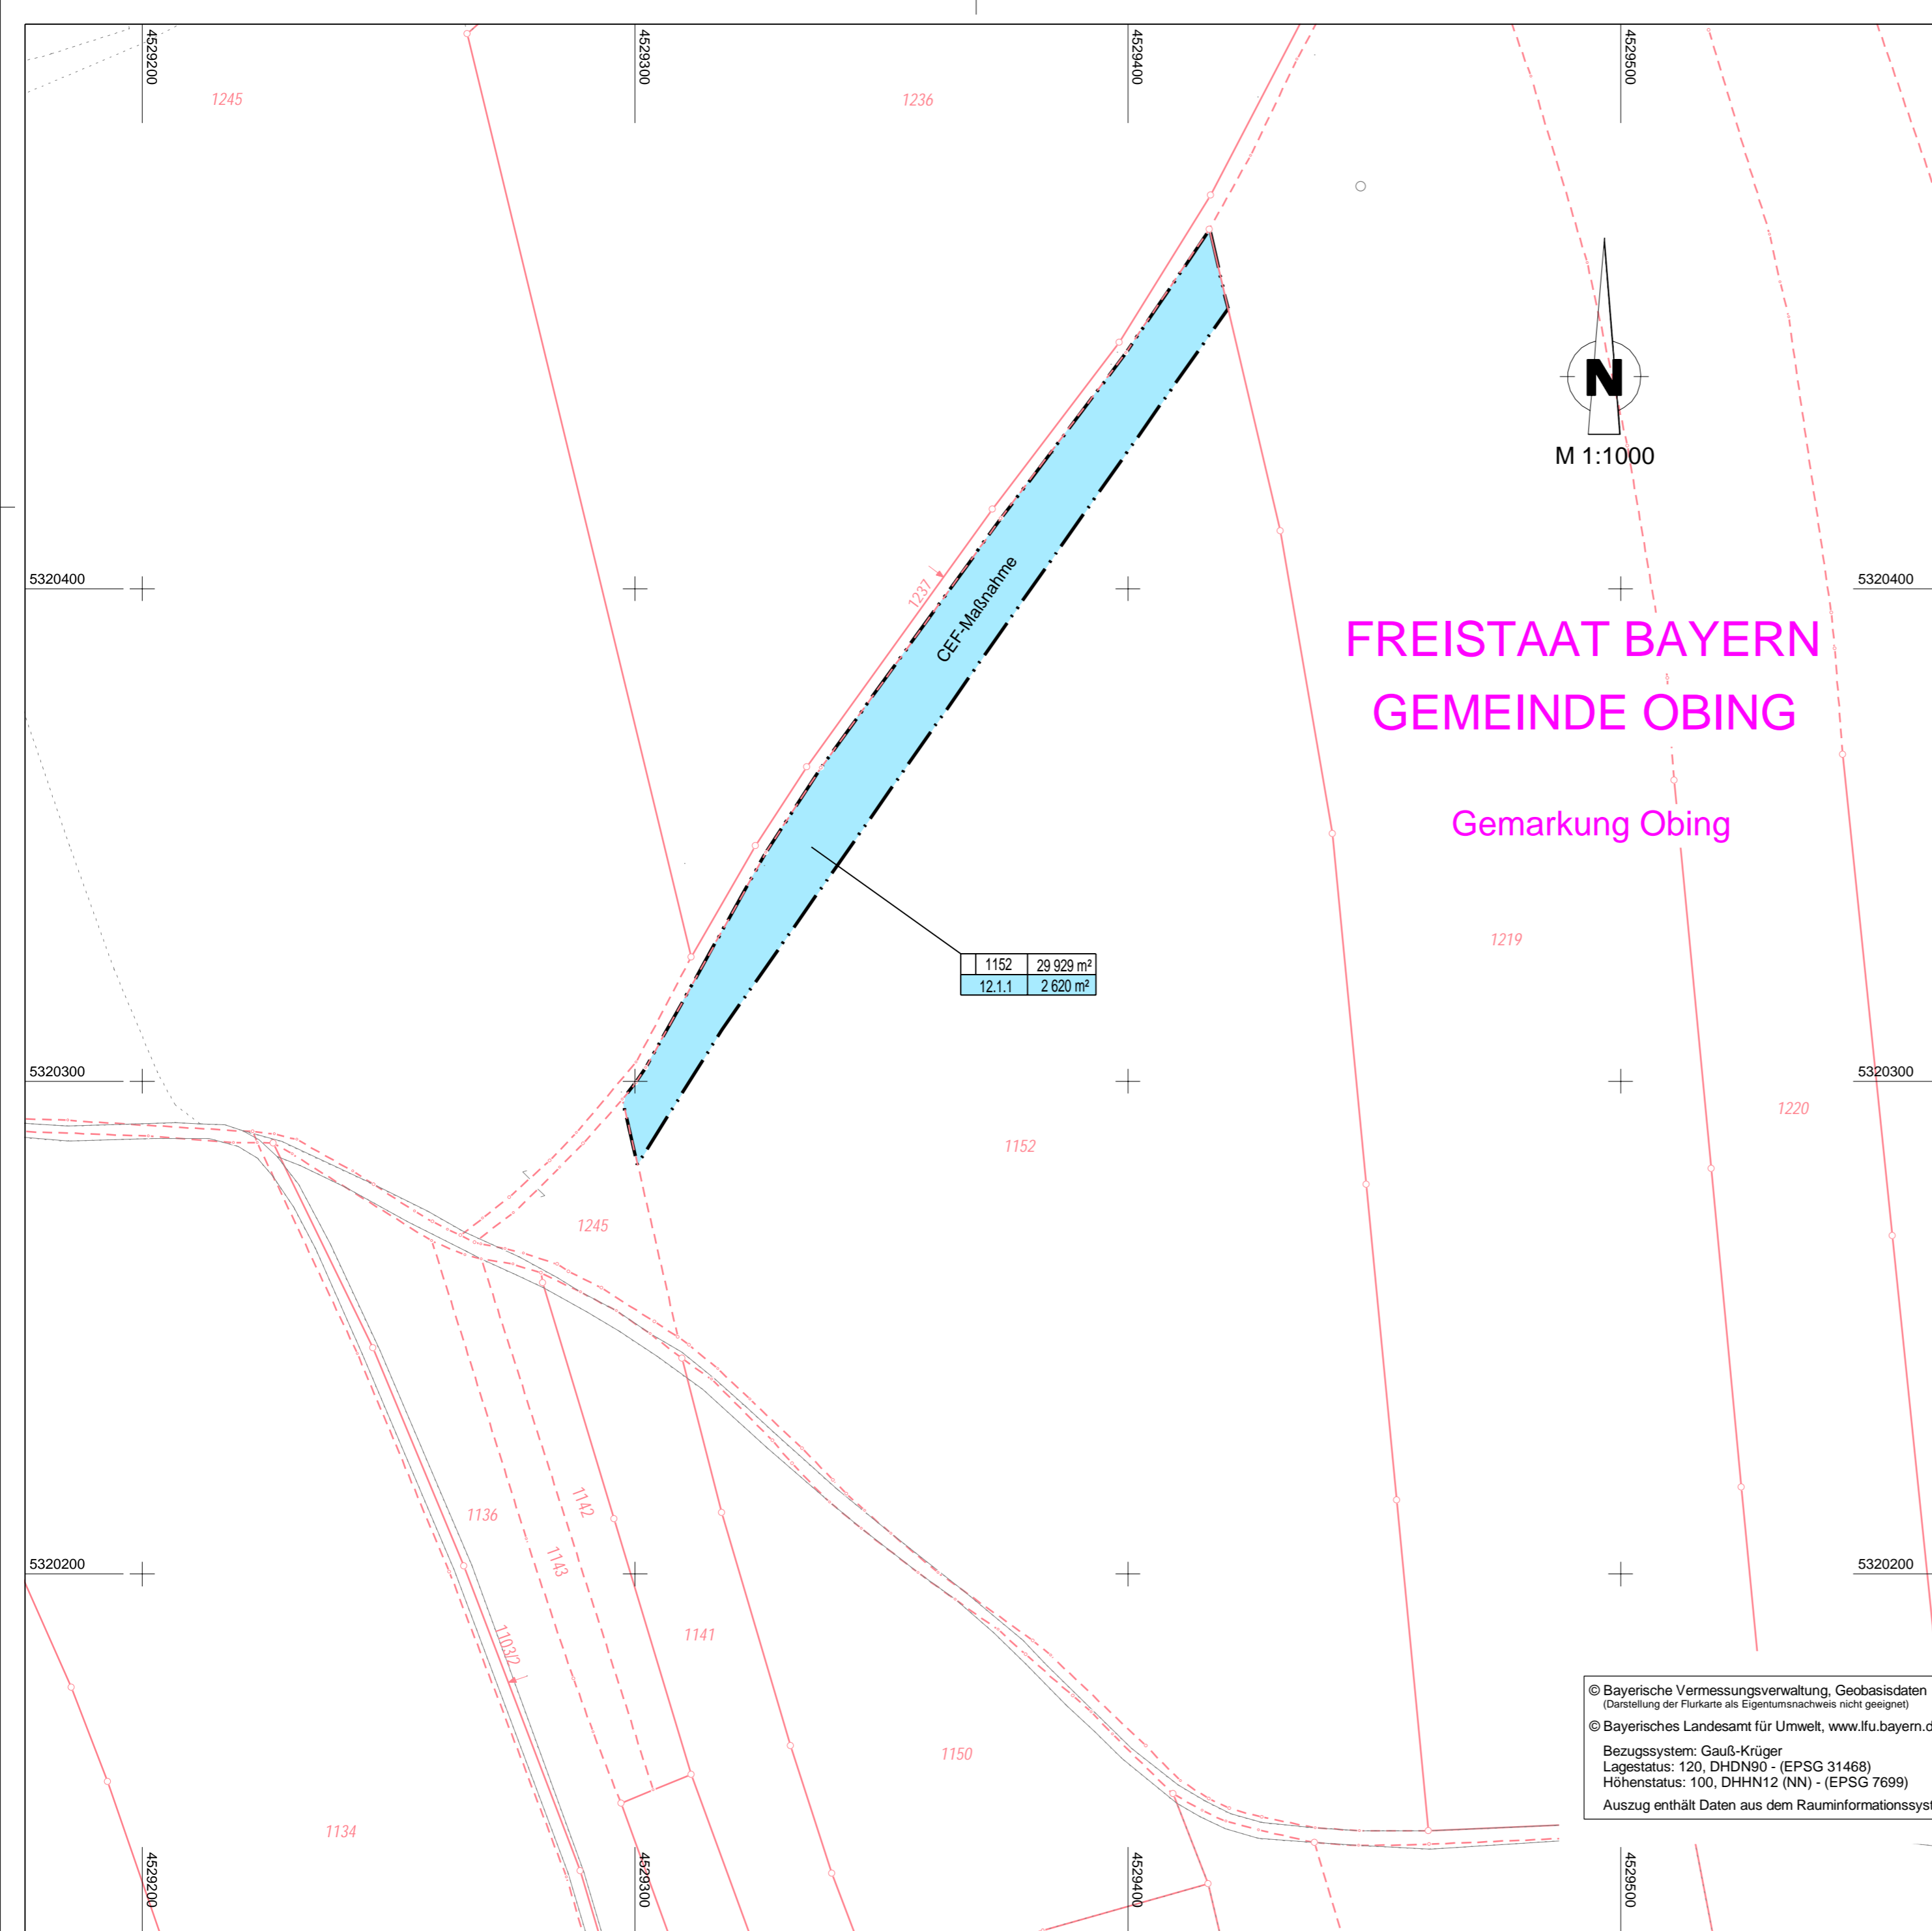 4529200
4529300
4529400
4529500
1245
1236
M 1:1000
5320400
5320400
1237
CEF-Maßnahme
FREISTAAT BAYERN
GEMEINDE OBING
Gemarkung Obing
1219
1152 29 929 m²
12.1.1 2 620 m²
5320300
5320300
1220
1152
1245
1136
1142
1143
5320200
5320200
1103/2
1141
1150
1134
© Bayerische Vermessungsverwaltung, Geobasisdaten
(Darstellung der Flurkarte als Eigentumsnachweis nicht geeignet)
© Bayerisches Landesamt für Umwelt, www.lfu.bayern.d
Bezugssystem: Gauß-Krüger
Lagestatus: 120, DHDN90 - (EPSG 31468)
Höhenstatus: 100, DHHN12 (NN) - (EPSG 7699)
Auszug enthält Daten aus dem Rauminformationssyst
4529200
4529300
4529400
4529500
N